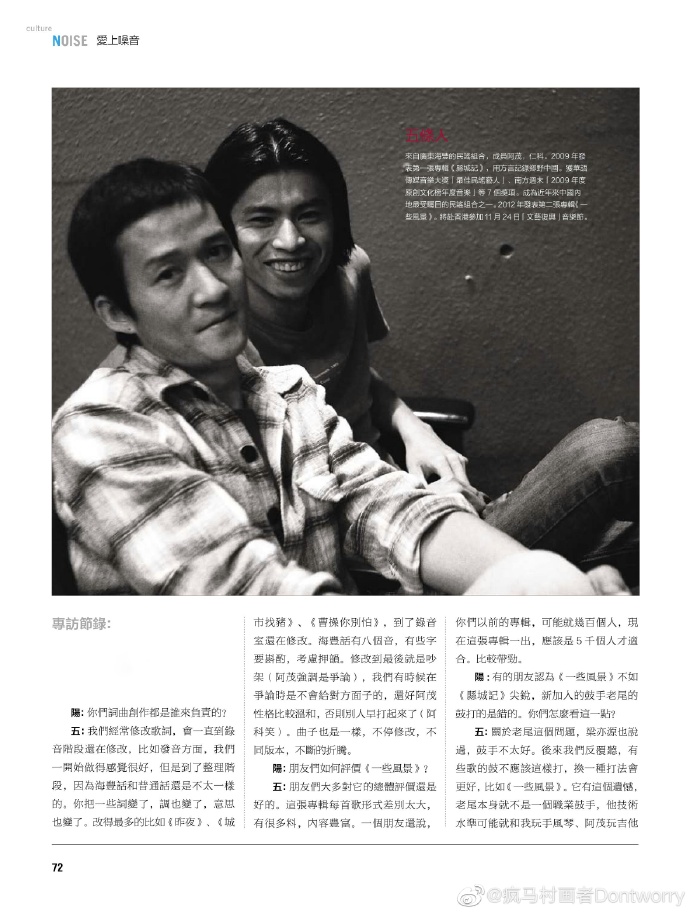 culture
NOISE 愛上噪音
五條人
來自廣東海豐的民謠組合，成員阿茂、仁科。2009年發
表第一張專輯《縣城記》，用方言記錄鄉野中國，獲華語
傳媒音樂大獎「最佳民謠藝人」、南方週末「2009年度
原創文化榜年度音樂」等7個獎項，成為近年來中國內
地最受矚目的民謠組合之一。2012年發表第二張專輯《一
些風景》。將赴香港參加11月24日「文藝復興」音樂節。
專訪節錄：
陽：你們詞曲創作都是誰來負責的？
五：我們經常修改歌詞，會一直到錄
音階段還在修改，比如發音方面，我們
一開始做得感覺很好，但是到了整理階
段，因為海豐話和普通話還是不太一樣
的，你把一些詞變了，調也變了，意思
也變了。改得最多的比如《昨夜》、《城
市找豬》、《曹操你別怕》，到了錄音
室還在修改。海豐話有八個音，有些字
要斟酌，考慮押韻。修改到最後就是吵
架（阿茂強調是爭論），我們有時候在
爭論時是不會給對方面子的，還好阿茂
性格比較溫和，否則別人早打起來了（阿
科笑）。曲子也是一樣，不停修改，不
同版本，不斷的折騰。
陽：朋友們如何評價《一些風景》？
五：朋友們大多對它的總體評價還是
好的。這張專輯每首歌形式差別太大，
有很多料，內容豐富。一個朋友還說，
你們以前的專輯，可能就幾百個人，現
在這張專輯一出，應該是5千個人才適
合。比較帶勁。
陽：有的朋友認為《一些風景》不如
《縣城記》尖銳，新加入的鼓手老尾的
鼓打的是錯的。你們怎麼看這一點？
五：關於老尾這個問題，梁亦源也說
過，鼓手不太好。後來我們反覆聽，有
些歌的鼓不應該這樣打，換一種打法會
更好，比如《一些風景》。它有這個遺憾，
老尾本身就不是一個職業鼓手，他技術
水準可能就和我玩手風琴、阿茂玩吉他
72
@疯马村画者Dontworry